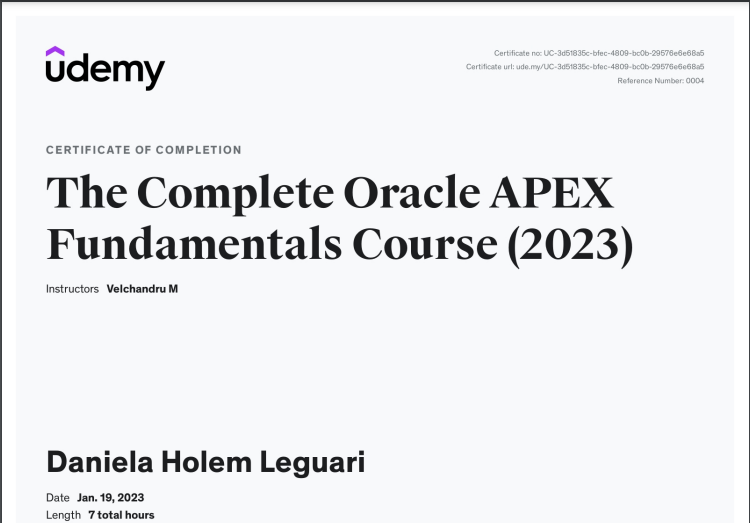 udemy
Certificate no: UC-3d51835c-bfec-4809-bc0b-29576e6e68a5
Certificate url: ude.my/UC-3d51835c-bfec-4809-bc0b-29576e6e68a5
Reference Number: 0004
CERTIFICATE OF COMPLETION
The Complete Oracle APEX
Fundamentals Course (2023)
Instructors Velchandru M
Daniela Holem Leguari
Date Jan. 19, 2023
Length 7 total hours